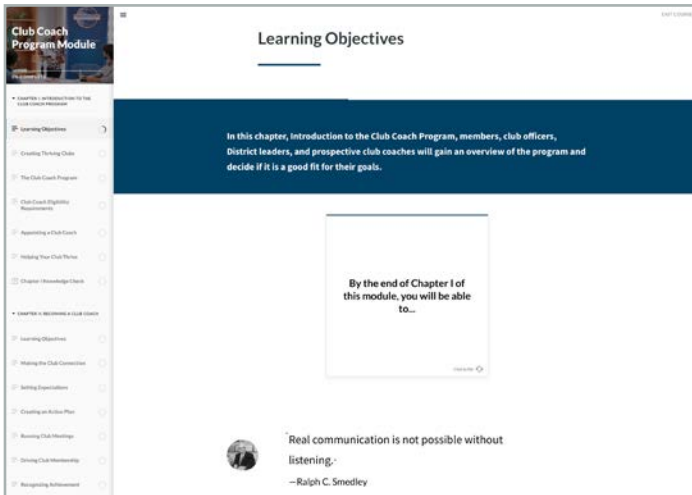 Club Coach
Program Module
EXIT COURSE
Learning Objectives
CHAPTER I: INTRODUCTION TO THE
CLUB COACH PROGRAM
Learning Objectives
Creating Thriving Clubs
The Club Coach Program
Club Coach Eligibility
Requirements
Appointing a Club Coach
Helping Your Club Thrive
Chapter I Knowledge Check
CHAPTER II: BECOMING A CLUB COACH
Learning Objectives
Making the Club Connection
Setting Expectations
Creating an Action Plan
Running Club Meetings
Driving Club Membership
Recognizing Achievement
In this chapter, Introduction to the Club Coach Program, members, club officers,
District leaders, and prospective club coaches will gain an overview of the program and
decide if it is a good fit for their goals.
By the end of Chapter I of
this module, you will be able
to...
Real communication is not possible without
listening.
—Ralph C. Smedley